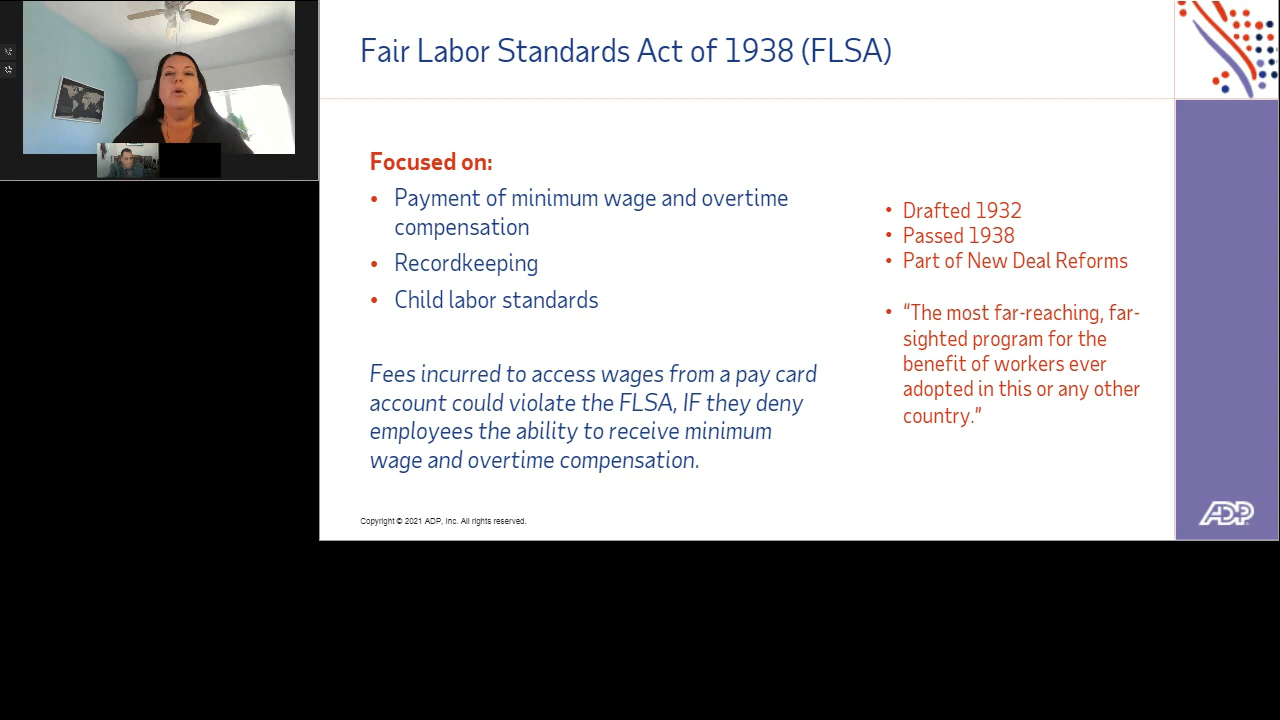 Fair Labor Standards Act of 1938 (FLSA)
Focused on:
• Payment of minimum wage and overtime
compensation
• Recordkeeping
• Child labor standards
Fees incurred to access wages from a pay card
account could violate the FLSA, IF they deny
employees the ability to receive minimum
wage and overtime compensation.
• Drafted 1932
• Passed 1938
• Part of New Deal Reforms
• “The most far-reaching, far-
sighted program for the
benefit of workers ever
adopted in this or any other
country.”
Copyright © 2021 ADP, Inc. All rights reserved.
ADP